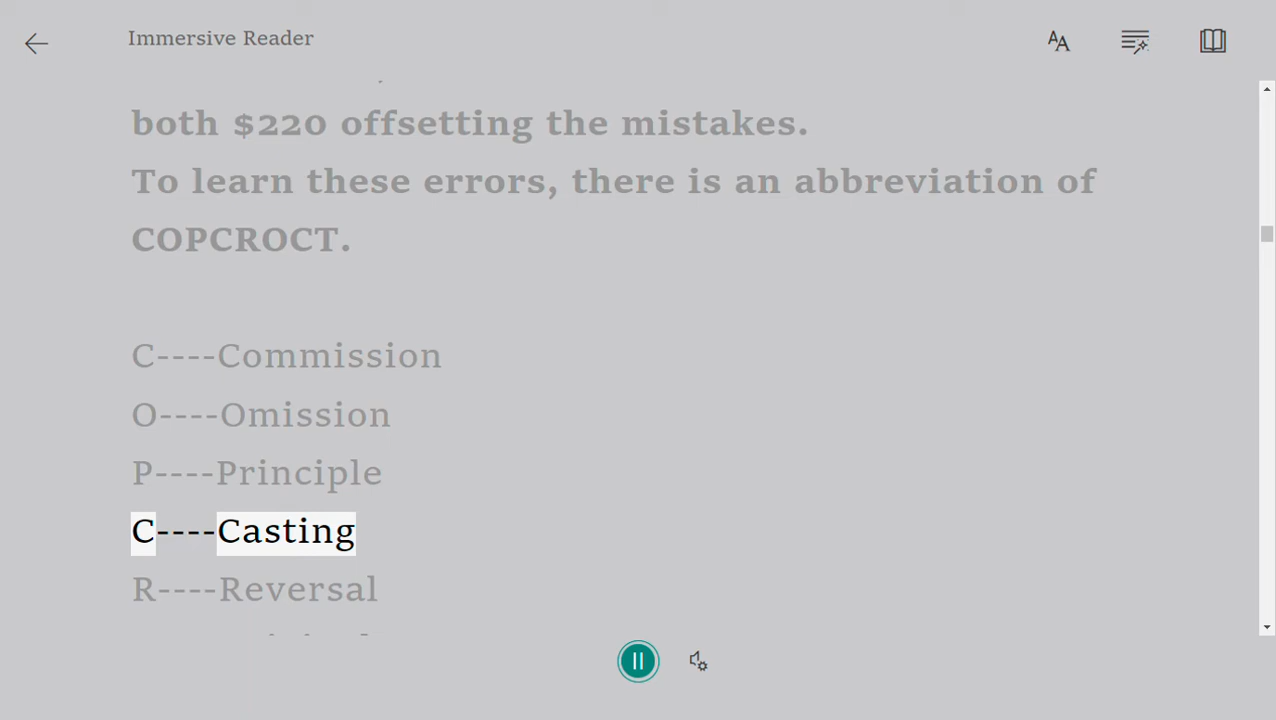 Immersive Reader
both $220 offsetting the mistakes.
To learn these errors, there is an abbreviation of
COPCROCT.
C----Commission
O----Omission
P----Principle
C----Casting
R----Reversal